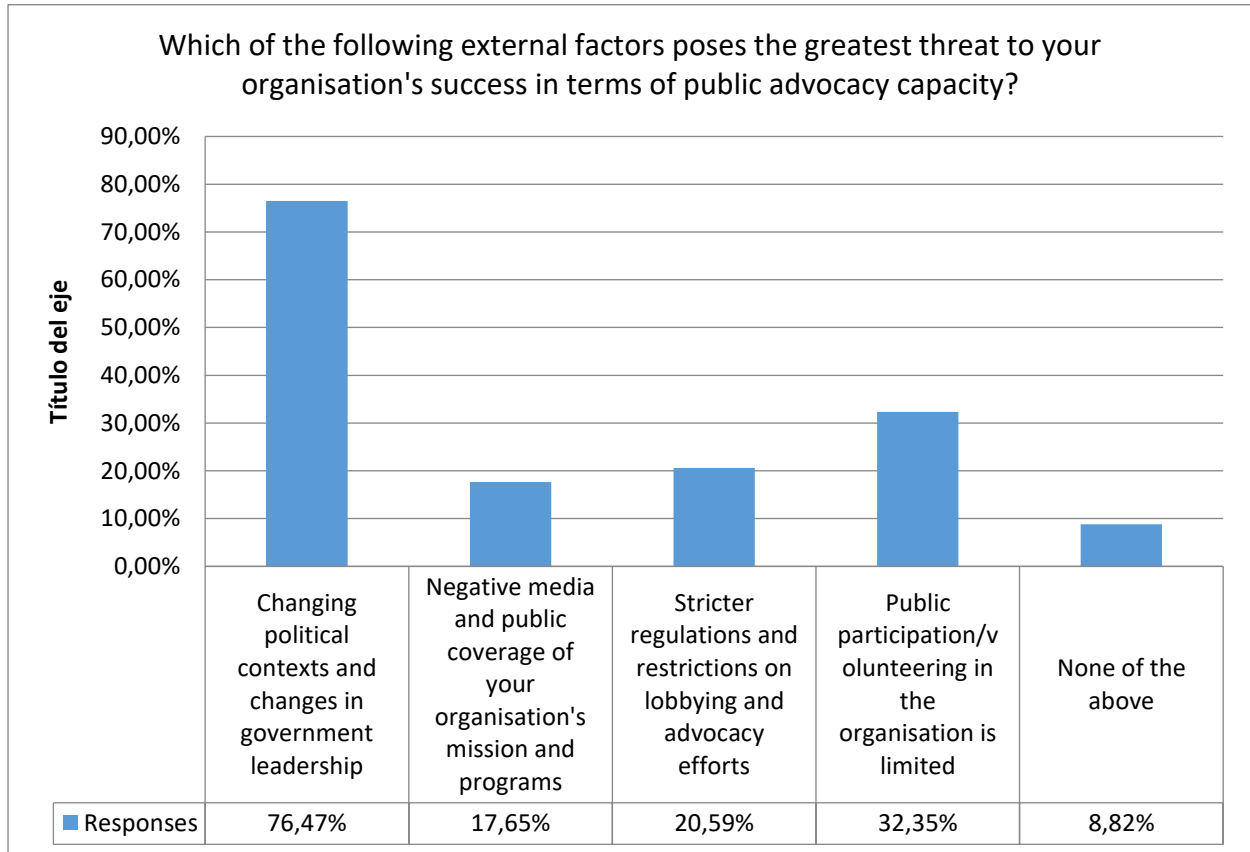 Which of the following external factors poses the greatest threat to your
organisation's success in terms of public advocacy capacity?
90,00%
80,00%
70,00%
60,00%
50,00%
40,00%
30,00%
20,00%
10,00%
0,00%
Título del eje
Changing
political
contexts and
changes in
government
leadership
Negative media
and public
coverage of
your
organisation's
mission and
programs
Stricter
regulations and
restrictions on
lobbying and
advocacy
efforts
Public
participation/v
olunteering in
the
organisation is
limited
None of the
above
Responses 76,47% 17,65% 20,59% 32,35% 8,82%